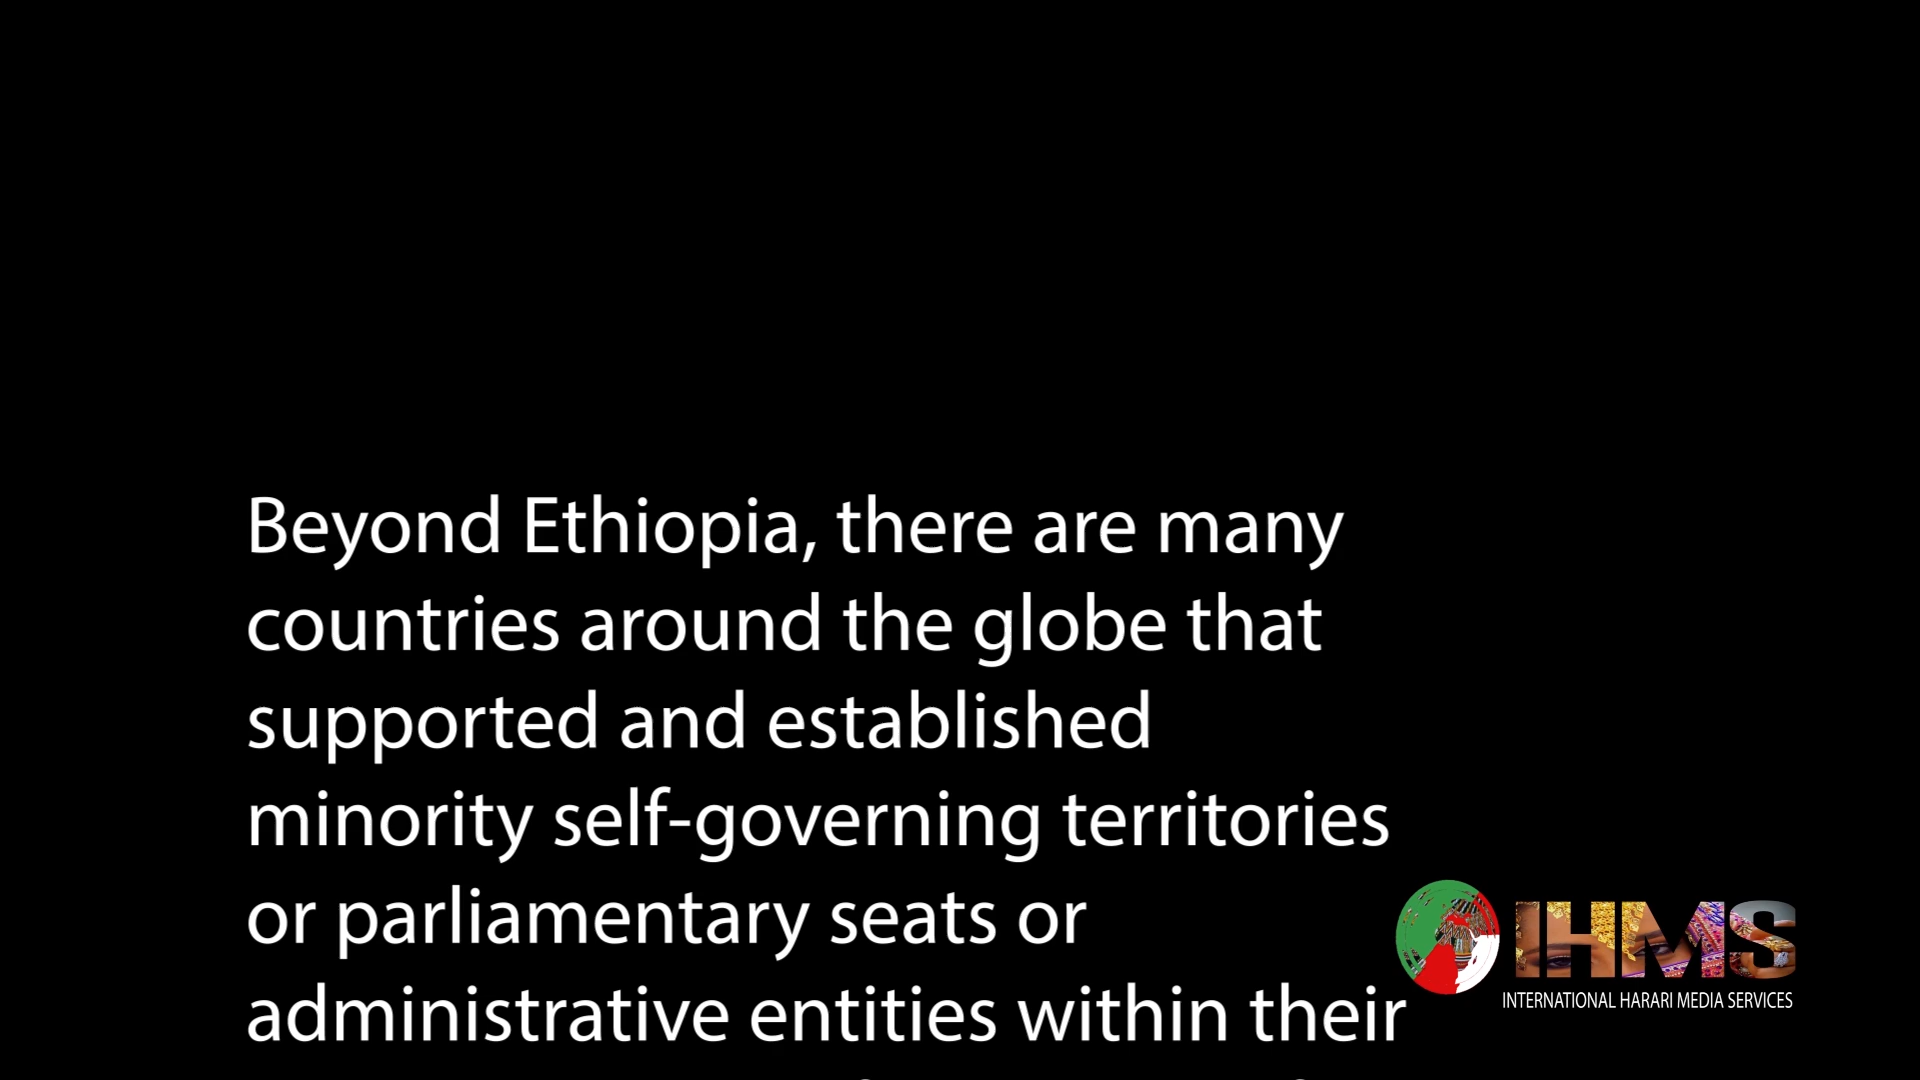 Beyond Ethiopia, there are many
countries around the globe that
supported and established
minority self-governing territories
or parliamentary seats or
administrative entities within their
IHMS
INTERNATIONAL HARARI MEDIA SERVICES